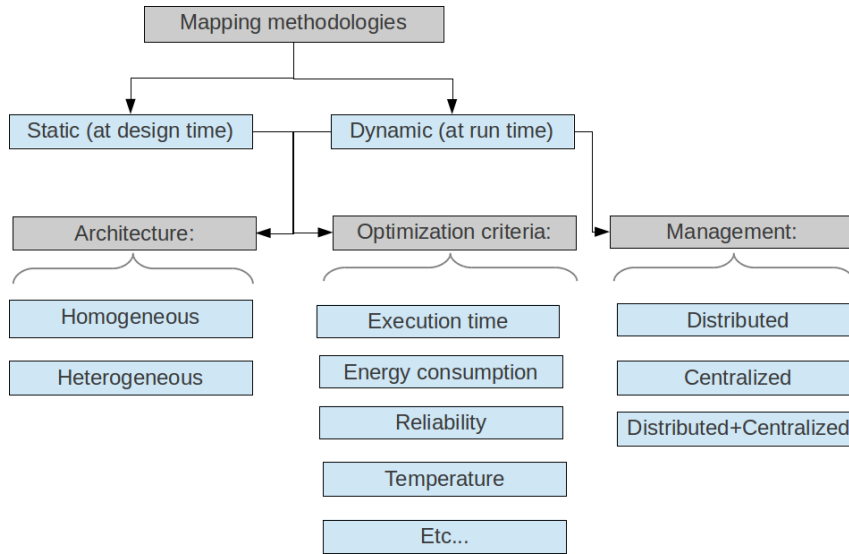 Mapping methodologies
Static (at design time)
Dynamic (at run time)
Architecture:
Optimization criteria:
Management:
Homogeneous
Heterogeneous
Execution time
Energy consumption
Reliability
Temperature
Etc...
Distributed
Centralized
Distributed+Centralized